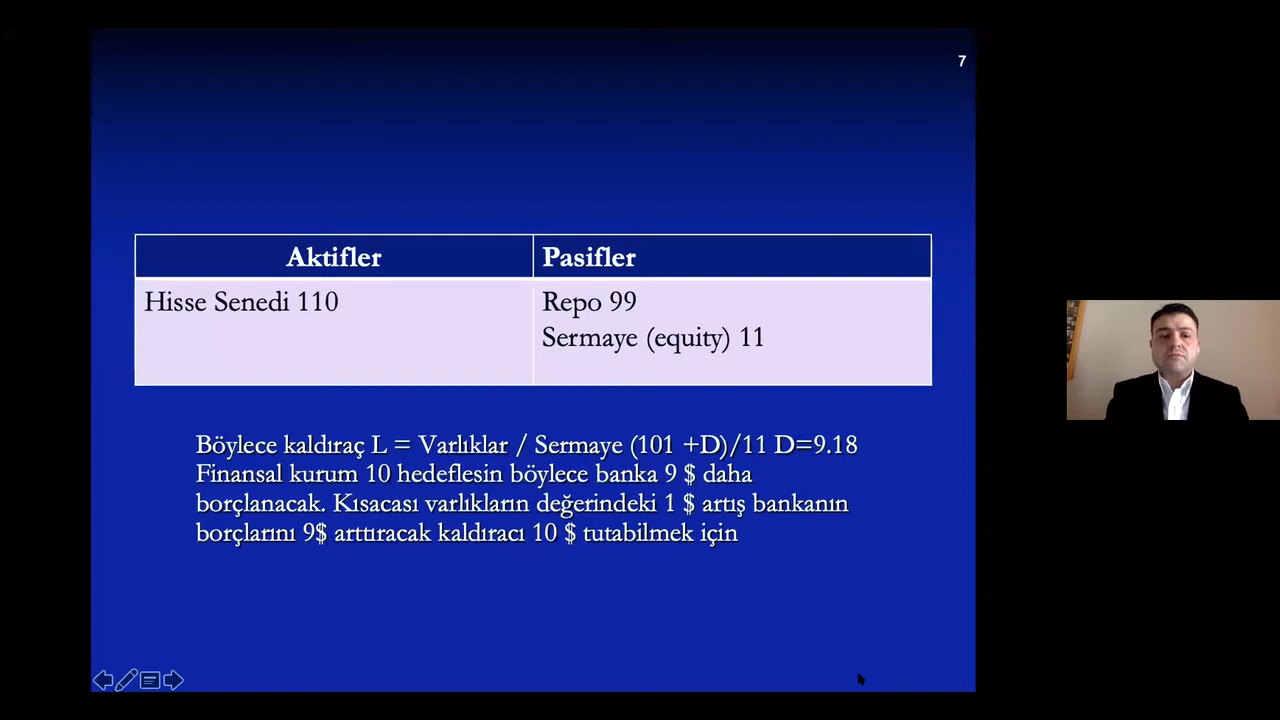 7
Aktifler Pasifler
Hisse Senedi 110 Repo 99
Sermaye (equity) 11
Böylece kaldıraç L = Varlıklar / Sermaye (101 +D)/11 D=9.18
Finansal kurum 10 hedeflesin böylece banka 9 $ daha
borçlanacak. Kısacası varlıkların değerindeki 1 $ artış bankanın
borçlarını 9$ arttıracak kaldıracı 10 $ tutabilmek için